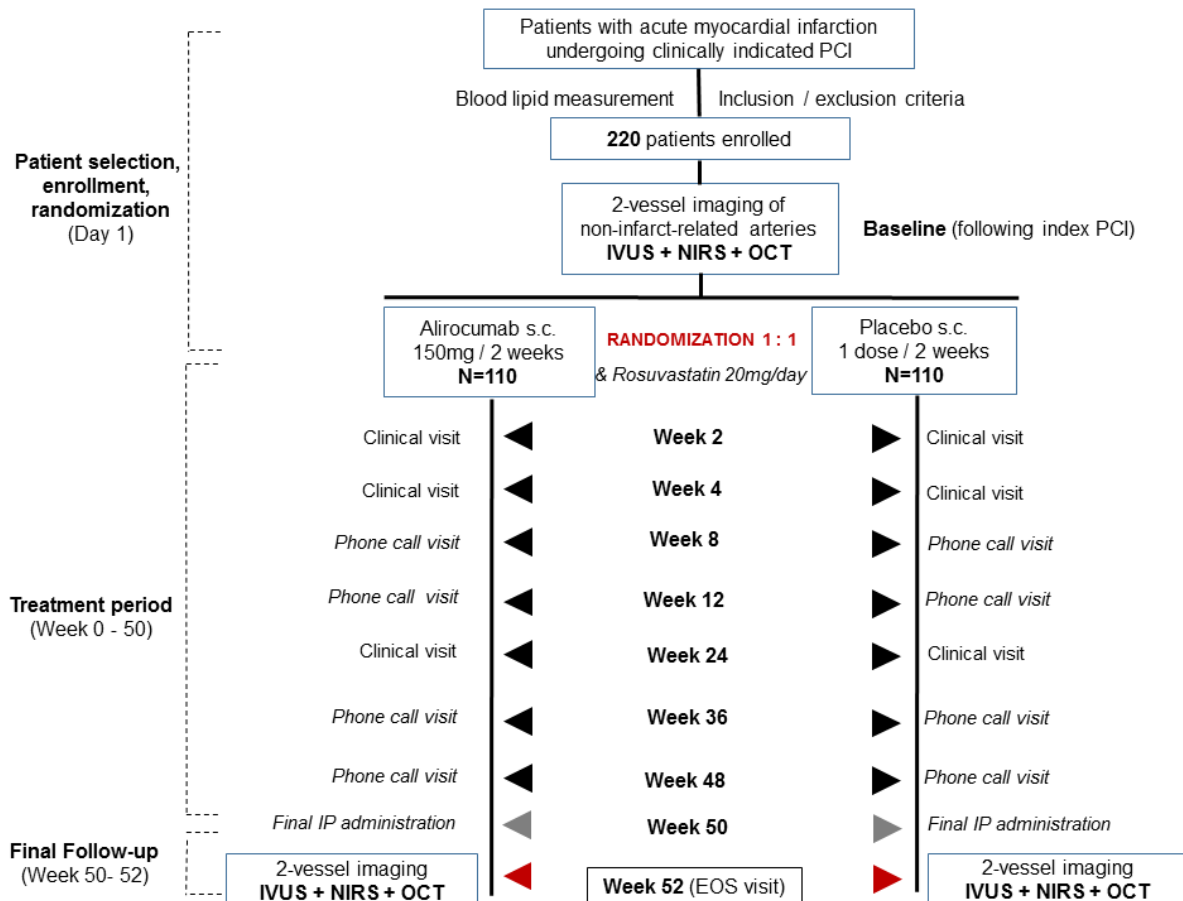 Patients with acute myocardial infarction
undergoing clinically indicated PCI
Blood lipid measurement
Inclusion / exclusion criteria
220 patients enrolled
Patient selection,
enrollment,
randomization
(Day 1)
2-vessel imaging of
non-infarct-related arteries
IVUS + NIRS + OCT
Baseline (following index PCI)
Alirocumab s.c.
150mg / 2 weeks
N=110
RANDOMIZATION 1 : 1
& Rosuvastatin 20mg/day
Placebo s.c.
1 dose / 2 weeks
N=110
Treatment period
(Week 0 - 50)
Clinical visit
Week 2
Clinical visit
Clinical visit
Week 4
Clinical visit
Phone call visit
Week 8
Phone call visit
Phone call visit
Week 12
Phone call visit
Clinical visit
Week 24
Clinical visit
Phone call visit
Week 36
Phone call visit
Phone call visit
Week 48
Phone call visit
Final IP administration
Week 50
Final IP administration
Final Follow-up
(Week 50- 52)
2-vessel imaging
IVUS + NIRS + OCT
Week 52 (EOS visit)
2-vessel imaging
IVUS + NIRS + OCT